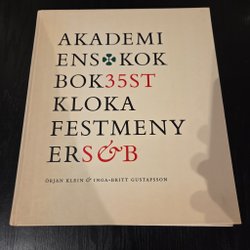 AKADEMI
ENS KOK
BOK35ST
KLOKA
FESTMENY
ERS&B
ÖRJAN KLEIN & INGA-BRITT GUSTAFSSON